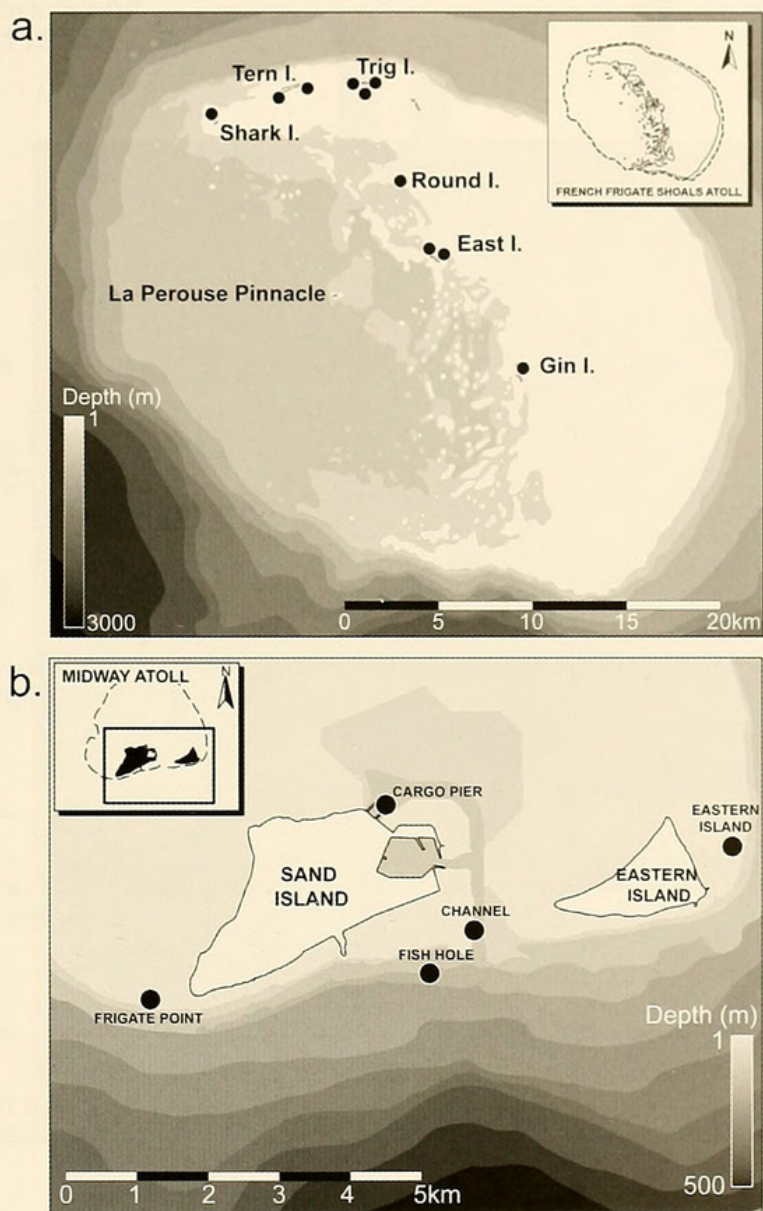 a.
Tern I.
Trig I.
N
Shark I.
FRENCH FRIGATE SHOALS ATOLL
Round I.
East I.
La Perouse Pinnacle
Gin I.
Depth (m)
1
3000
0 5 10 15 20km
b.
MIDWAY ATOLL
N
CARGO PIER
EASTERN
ISLAND
SAND
ISLAND
EASTERN
ISLAND
CHANNEL
FISH HOLE
FRIGATE POINT
Depth (m)
1
500
0 1 2 3 4 5km